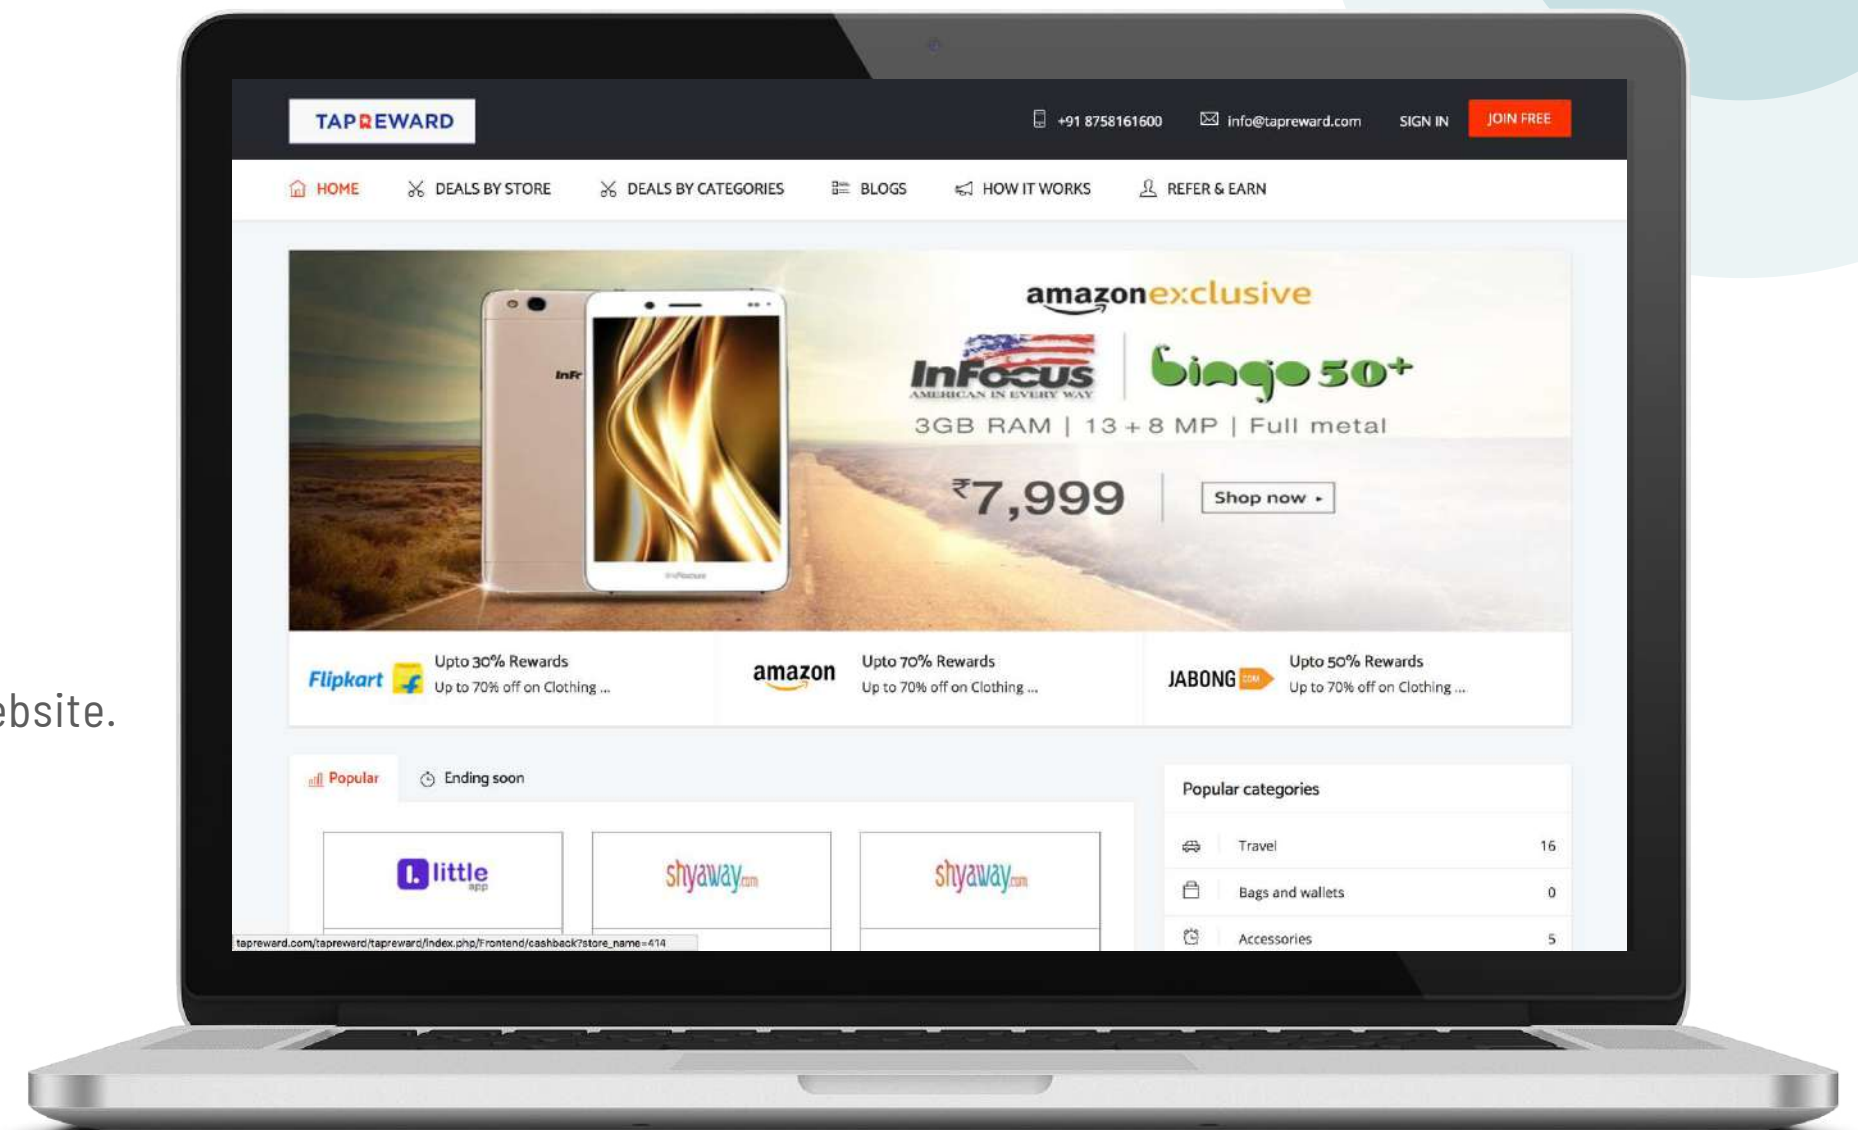 TAPREWARD
+91 8758161600 info@tapreward.com SIGN IN JOIN FREE
HOME DEALS BY STORE DEALS BY CATEGORIES BLOGS HOW IT WORKS REFER & EARN
amazonexclusive
InFocus bingo 50+
AMERICAN IN EVERY WAY
3GB RAM | 13 + 8 MP | Full metal
₹7,999 Shop now
InFocus
Flipkart
Upto 30% Rewards
Up to 70% off on Clothing ...
amazon
Upto 70% Rewards
Up to 70% off on Clothing ...
JABONG COM
Upto 50% Rewards
Up to 70% off on Clothing ...
ebsite.
Popular Ending soon
little app
shyaway.com
shyaway.com
Popular categories
Travel 16
Bags and wallets 0
Accessories 5
tapreward.com/tapreward/tapreward/index.php/Frontend/cashback?store_name=414